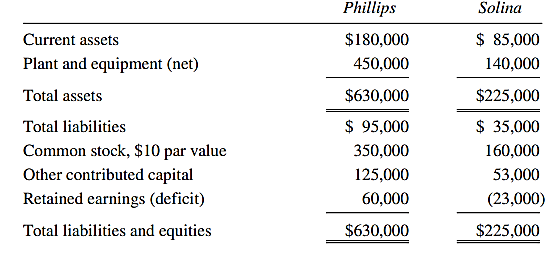 Phillips Solina
Current assets $180,000 $ 85,000
Plant and equipment (net) 450,000 140,000
Total assets $630,000 $225,000
Total liabilities $ 95,000 $ 35,000
Common stock, $10 par value 350,000 160,000
Other contributed capital 125,000 53,000
Retained earnings (deficit) 60,000 (23,000)
Total liabilities and equities $630,000 $225,000